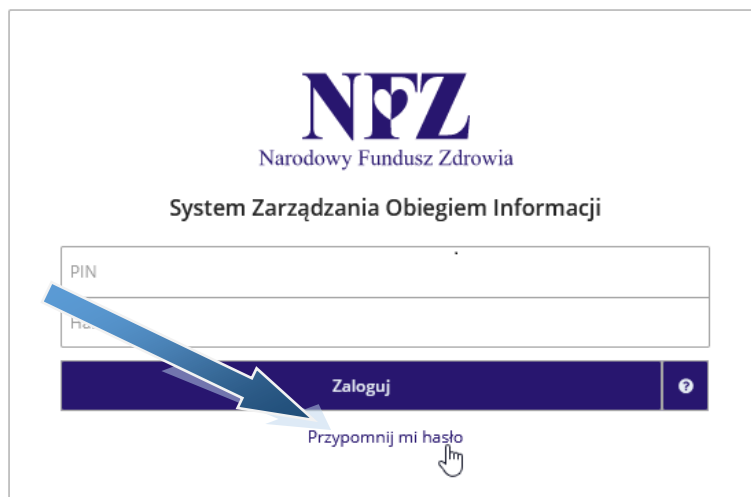 NFZ
Narodowy Fundusz Zdrowia
System Zarządzania Obiegiem Informacji
PIN
Zaloguj
Przypomnij mi hasło